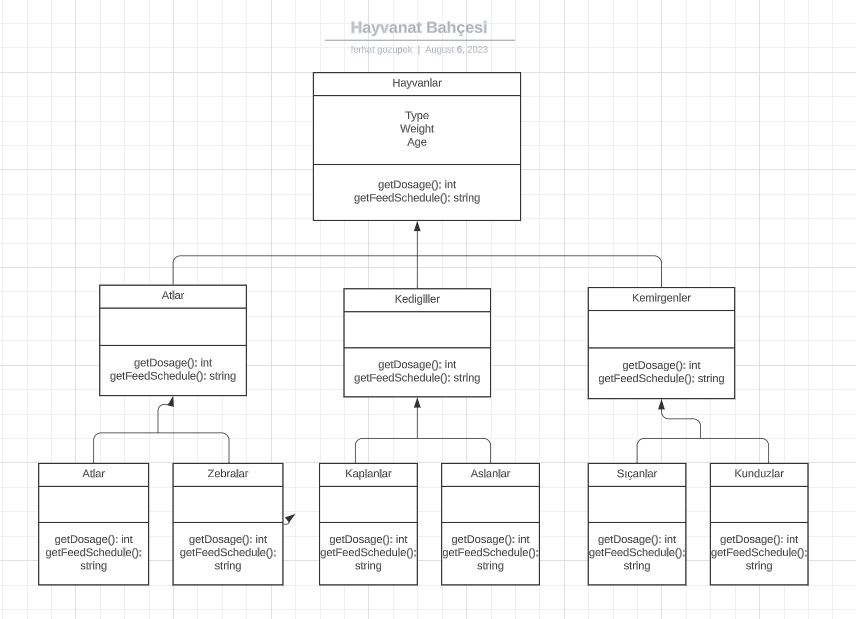 Hayvanat Bahçesi
ferhat gozupek | August 6, 2023
Hayvanlar
Type
Weight
Age
getDosage(): int
getFeedSchedule(): string
Atlar
getDosage(): int
getFeedSchedule(): string
Kedigiller
getDosage(): int
getFeedSchedule(): string
Kemirgenler
getDosage(): int
getFeedSchedule(): string
Atlar
getDosage(): int
getFeedSchedule():
string
Zebralar
getDosage(): int
getFeedSchedule():
string
Kaplanlar
getDosage(): int
getFeedSchedule():
string
Aslanlar
getDosage(): int
getFeedSchedule():
string
Sıçanlar
getDosage(): int
getFeedSchedule():
string
Kunduzlar
getDosage(): int
getFeedSchedule():
string